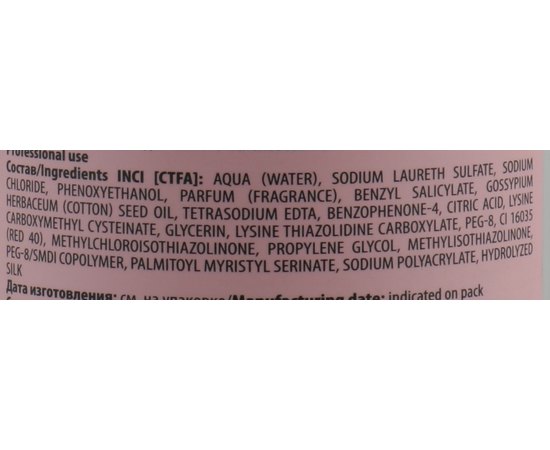 Professional use
Состав/Ingredients INCI [CTFA]: AQUA (WATER), SODIUM LAURETH SULFATE, SODIUM
CHLORIDE, PHENOXYETHANOL, PARFUM (FRAGRANCE), BENZYL SALICYLATE, GOSSYPIUM
HERBACEUM (COTTON) SEED OIL, TETRASODIUM EDTA, BENZOPHENONE-4, CITRIC ACID, LYSINE
CARBOXYMETHYL CYSTEINATE, GLYCERIN, LYSINE THIAZOLIDINE CARBOXYLATE, PEG-8, CI 16035
(RED 40), METHYLCHLOROISOTHIAZOLINONE, PROPYLENE GLYCOL, METHYLISOTHIAZOLINONE,
PEG-8/SMDI COPOLYMER, PALMITOYL MYRISTYL SERINATE, SODIUM POLYACRYLATE, HYDROLYZED
SILK
Дата изготовления: см. на упаковке/Manufacturing date: indicated on pack